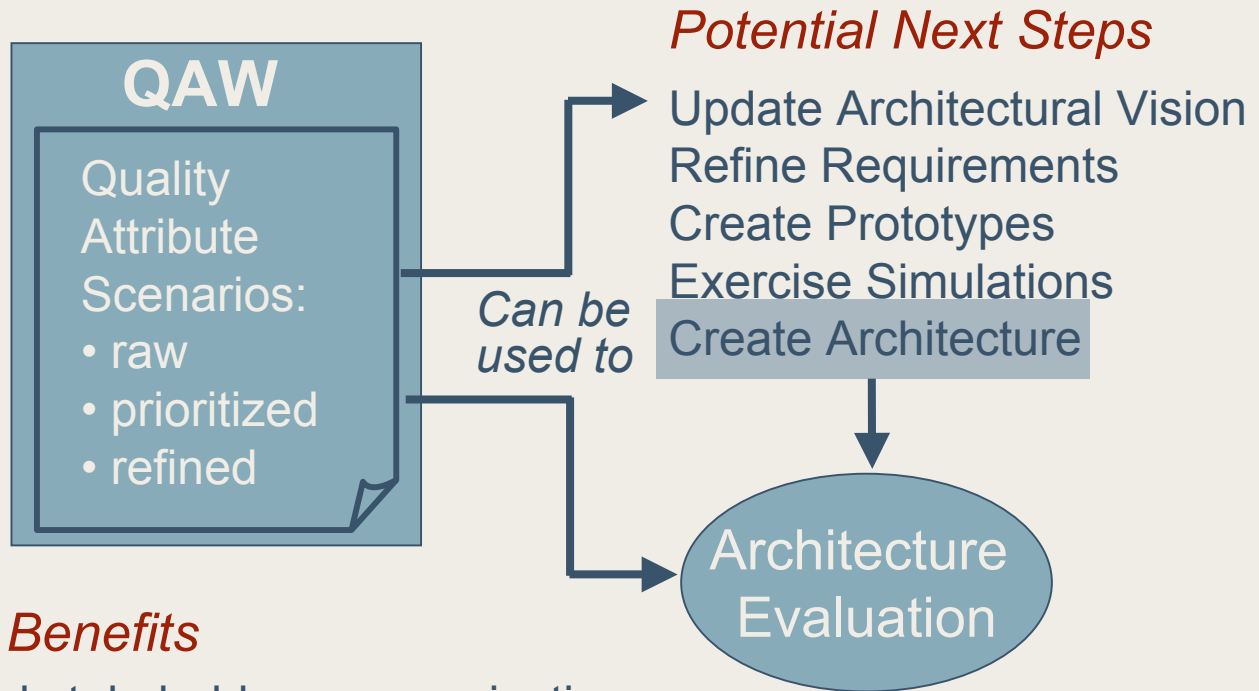 QAW
Quality
Attribute
Scenarios:
• raw
• prioritized
• refined
Can be
used to
Potential Next Steps
Update Architectural Vision
Refine Requirements
Create Prototypes
Exercise Simulations
Create Architecture
Architecture
Evaluation
Benefits